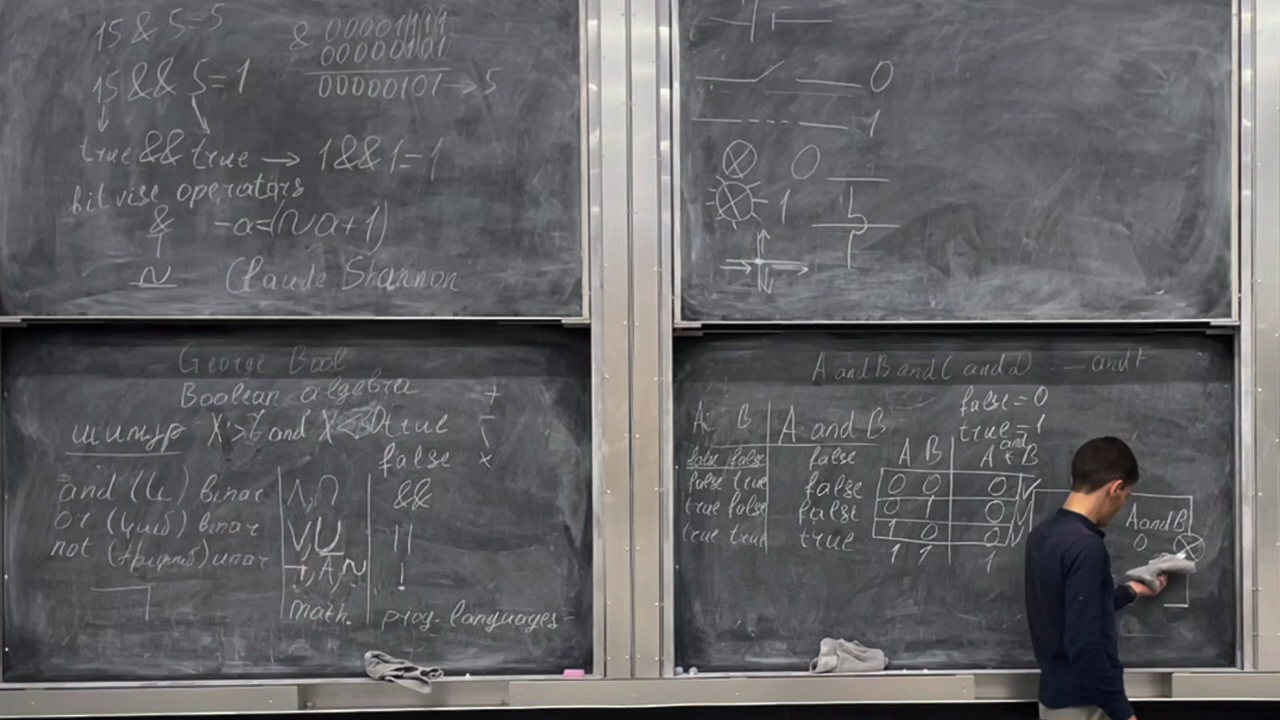 15 & 5=5
& 00001111
00000101
00000101→5
15 && 5=1
true && true → 1&&1=1
bitvise operators
&
~
-a=(~a+1)
Claude Shannon
0
1
0
1
George Bool
Boolean algebra
+
-
\
x
and
true
false
and (և) binar
or (կամ) binar
not
unar
∧,∩
∨∪
&&
||
!
math.
prog. languages
A and B and C and D ... and F
false=0
true=1
A B A and B
false false false
false true false
true false false
true true true
A B A and B
0 0 0
0 1 0
1 0 0
1 1 1
A and B
0